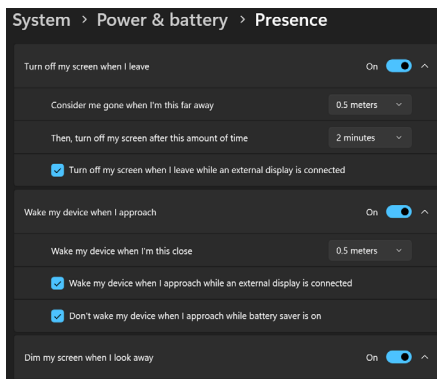 System > Power & battery > Presence
Turn off my screen when I leave On
Consider me gone when I'm this far away 0.5 meters
Then, turn off my screen after this amount of time 2 minutes
Turn off my screen when I leave while an external display is connected
Wake my device when I approach On
Wake my device when I'm this close 0.5 meters
Wake my device when I approach while an external display is connected
Don't wake my device when I approach while battery saver is on
Dim my screen when I look away On